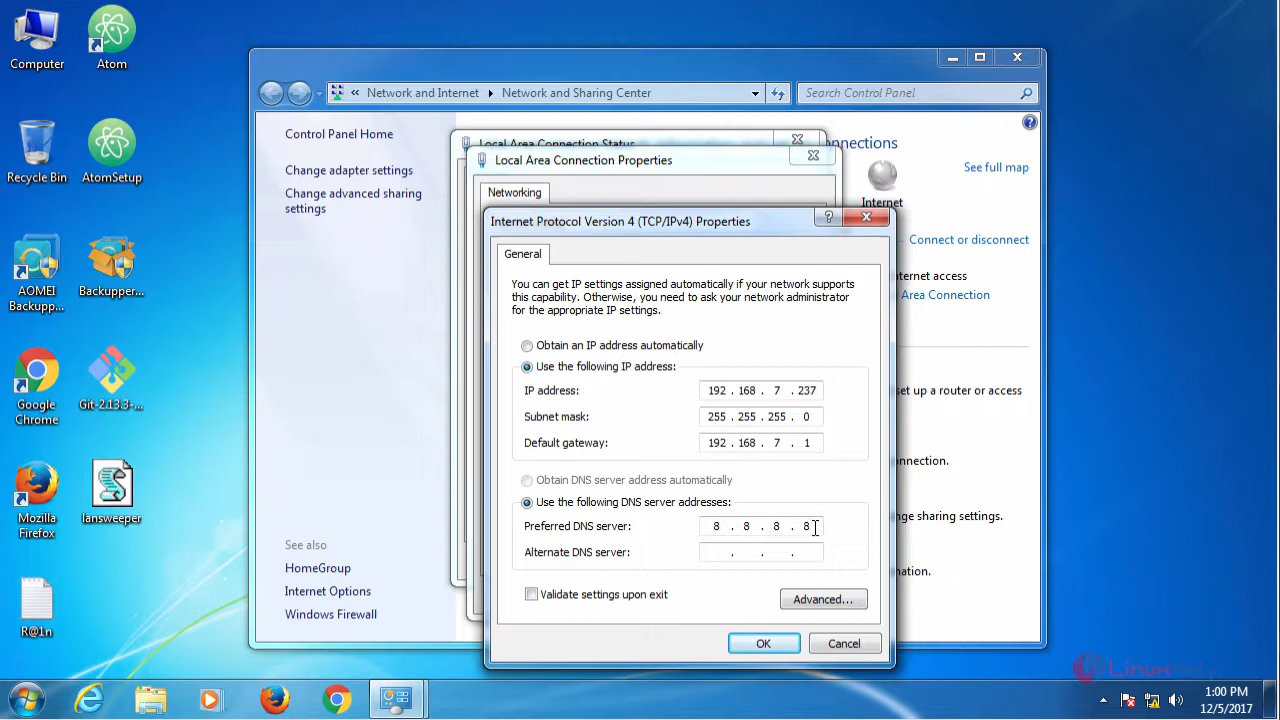 Computer
Atom
Recycle Bin
AtomSetup
AOMEI
Backupp...
Backupper...
Google
Chrome
Git-2.13.3-...
Mozilla
Firefox
lansweeper
R@1n
« Network and Internet
Network and Sharing Center
Search Control Panel
Control Panel Home
Change adapter settings
Change advanced sharing
settings
See also
HomeGroup
Internet Options
Windows Firewall
nnections
See full map
Internet
Connect or disconnect
ternet access
Area Connection
set up a router or access
nnection.
nge sharing settings.
mation.
Local Area Connection Status
Local Area Connection Properties
Networking
Internet Protocol Version 4 (TCP/IPv4) Properties
General
You can get IP settings assigned automatically if your network supports
this capability. Otherwise, you need to ask your network administrator
for the appropriate IP settings.
Obtain an IP address automatically
Use the following IP address:
IP address: 192 . 168 . 7 . 237
Subnet mask: 255 . 255 . 255 . 0
Default gateway: 192 . 168 . 7 . 1
Obtain DNS server address automatically
Use the following DNS server addresses:
Preferred DNS server: 8 . 8 . 8 . 8
Alternate DNS server: . . .
Validate settings upon exit
Advanced...
OK
Cancel
1:00 PM
12/5/2017